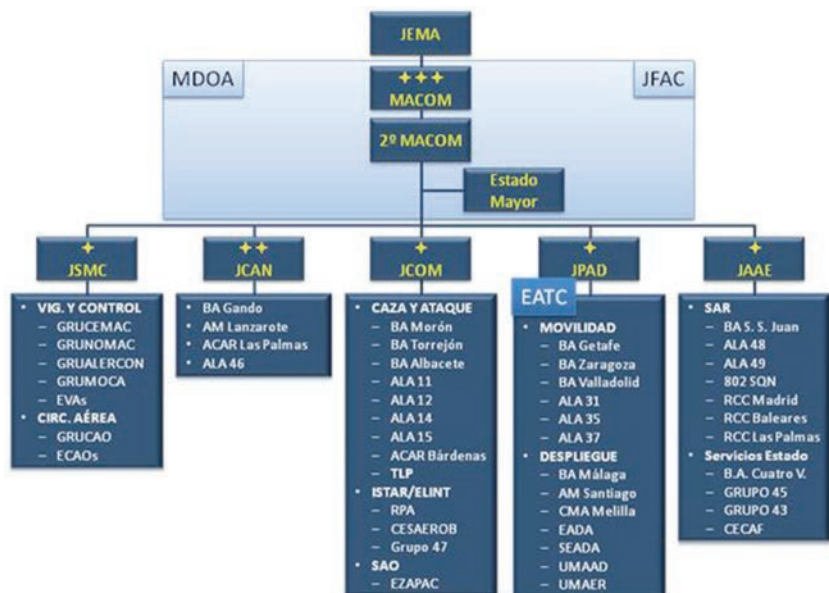 JEMA
MDOA
JFAC
MACOM
2º MACOM
Estado
Mayor
JSMC
VIG. Y CONTROL
GRUCEMAC
GRUNOMAC
GRUALERCON
GRUMOCA
EVAs
CIRC. AÉREA
GRUCAO
ECAOs
JCAN
BA Gando
AM Lanzarote
ACAR Las Palmas
ALA 46
JCOM
CAZA Y ATAQUE
BA Morón
BA Torrejón
BA Albacete
ALA 11
ALA 12
ALA 14
ALA 15
ACAR Bárdenas
TLP
ISTAR/ELINT
RPA
CESAEROB
Grupo 47
SAO
EZAPAC
JPAD
EATC
MOVILIDAD
BA Getafe
BA Zaragoza
BA Valladolid
ALA 31
ALA 35
ALA 37
DESPLIEGUE
BA Málaga
AM Santiago
CMA Melilla
EADA
SEADA
UMAAD
UMAER
JAAE
SAR
BA S. S. Juan
ALA 48
ALA 49
802 SQN
RCC Madrid
RCC Baleares
RCC Las Palmas
Servicios Estado
B.A. Cuatro V.
GRUPO 45
GRUPO 43
CECAF